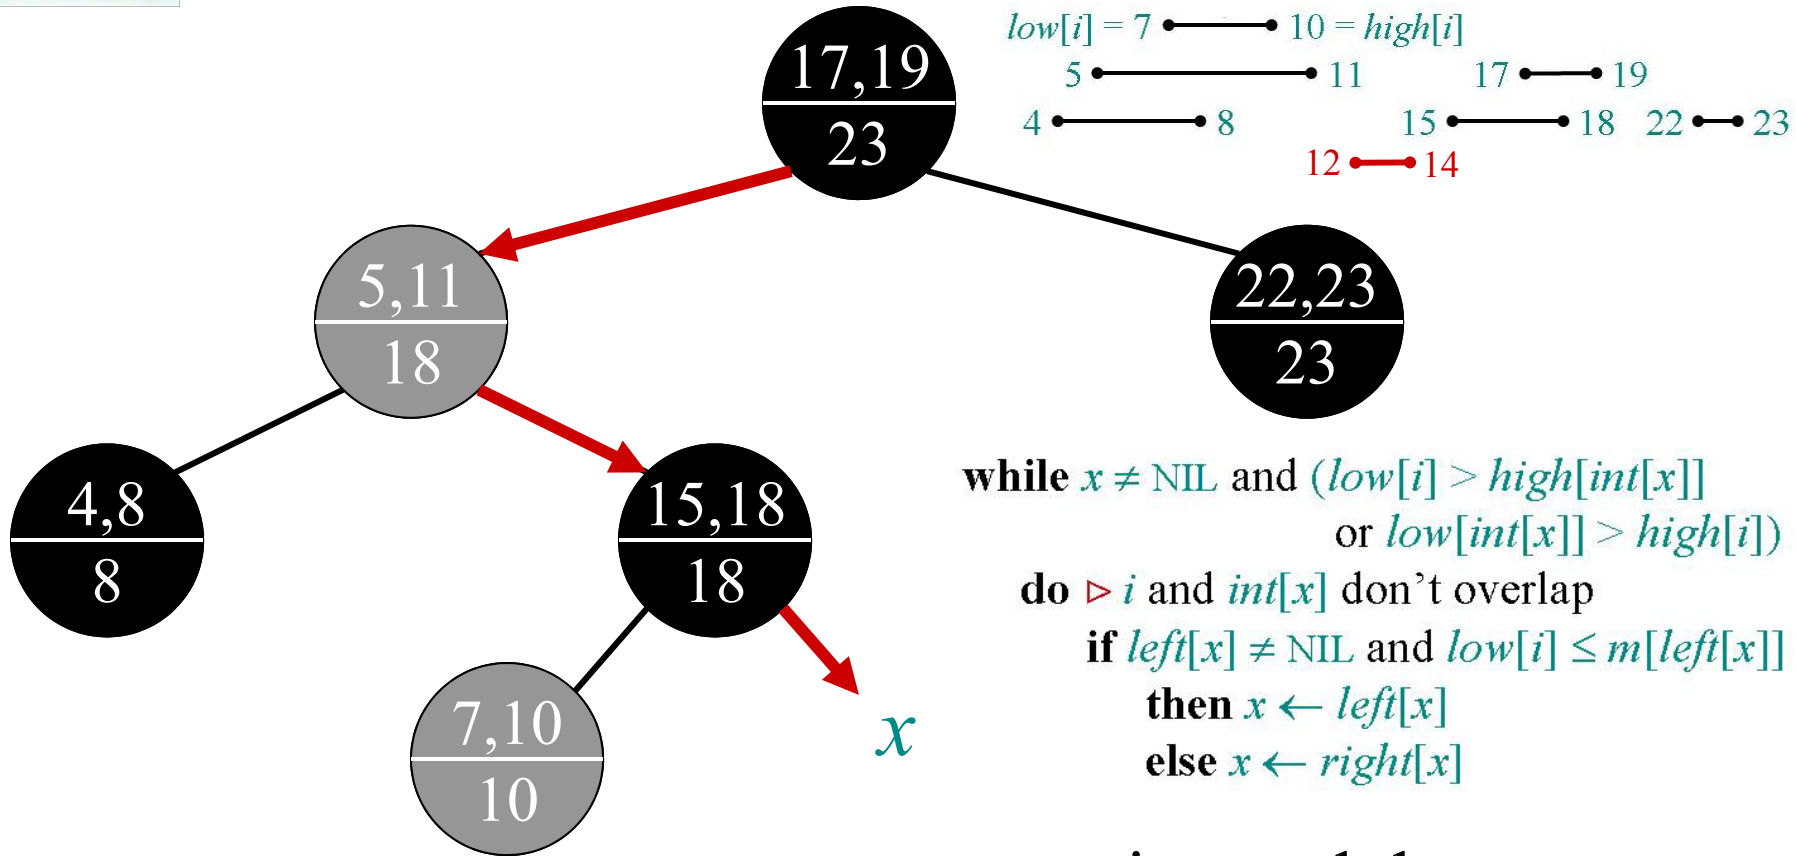 17,19
23
5,11
18
22,23
23
4,8
8
15,18
18
7,10
10
x
low[i] = 7 10 = high[i]
5 11 17 19
4 8 15 18 22 23
12 14
while x ≠ NIL and (low[i] > high[int[x]]
or low[int[x]] > high[i])
do ▷ i and int[x] don’t overlap
if left[x] ≠ NIL and low[i] ≤ m[left[x]]
then x ← left[x]
else x ← right[x]